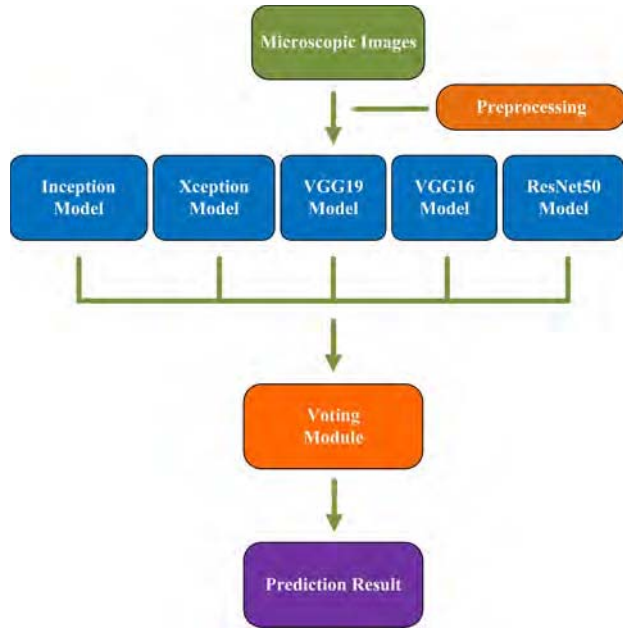 Microscopic Images
Preprocessing
Inception
Model
Xception
Model
VGG19
Model
VGG16
Model
ResNet50
Model
Voting
Module
Prediction Result